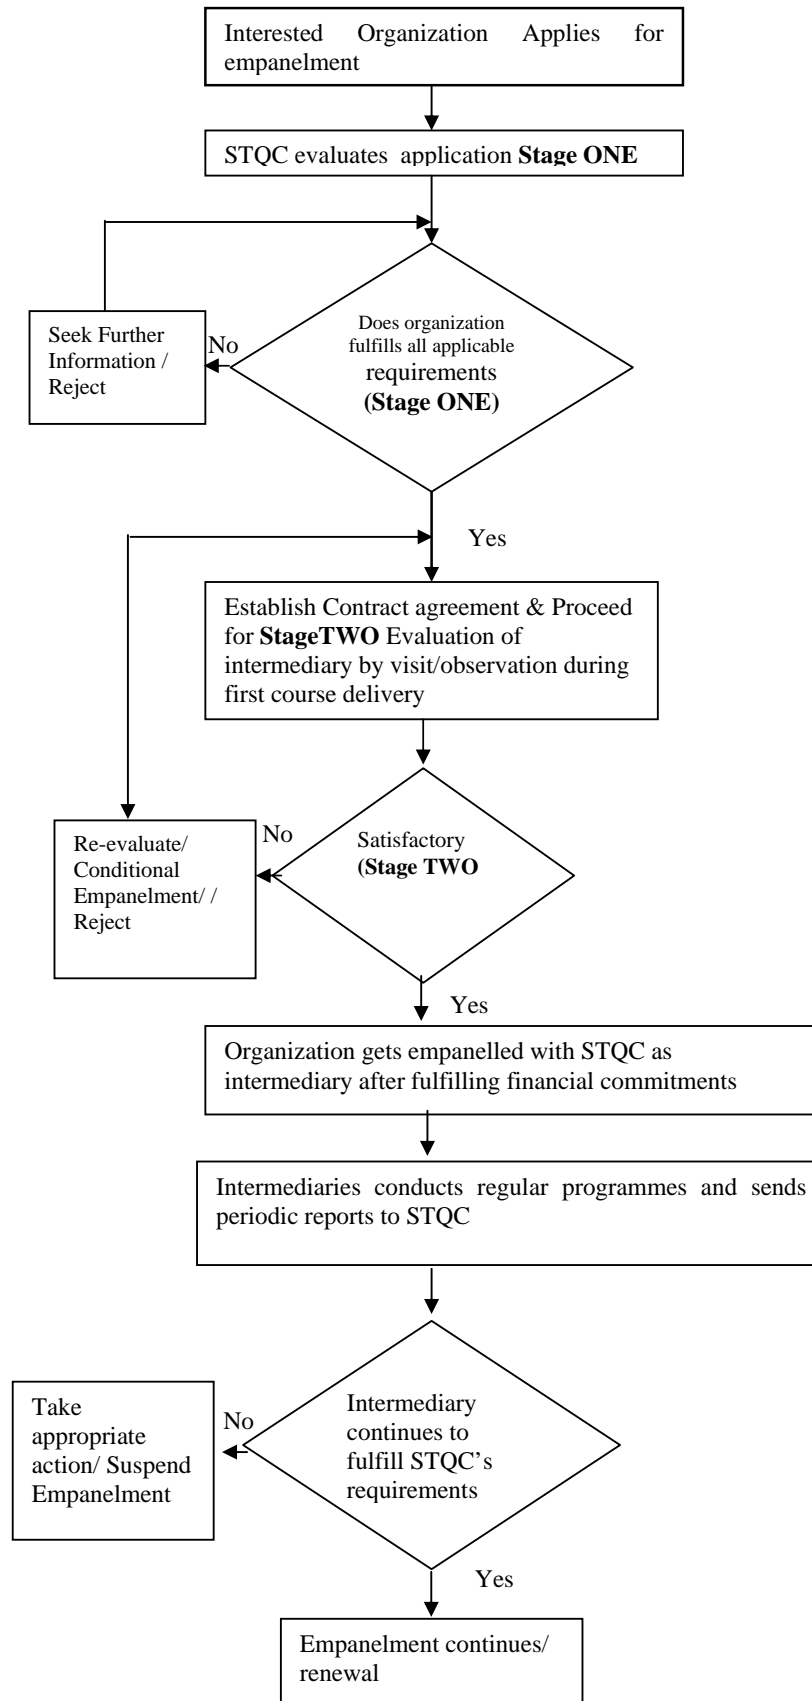 Interested Organization Applies for
empanelment
STQC evaluates application Stage ONE
Does organization
fulfills all applicable
requirements
(Stage ONE)
No
Seek Further
Information /
Reject
Yes
Establish Contract agreement & Proceed
for StageTWO Evaluation of
intermediary by visit/observation during
first course delivery
Satisfactory
(Stage TWO
No
Re-evaluate/
Conditional
Empanelment/ /
Reject
Yes
Organization gets empanelled with STQC as
intermediary after fulfilling financial commitments
Intermediaries conducts regular programmes and sends
periodic reports to STQC
Intermediary
continues to
fulfill STQC’s
requirements
No
Take
appropriate
action/ Suspend
Empanelment
Yes
Empanelment continues/
renewal